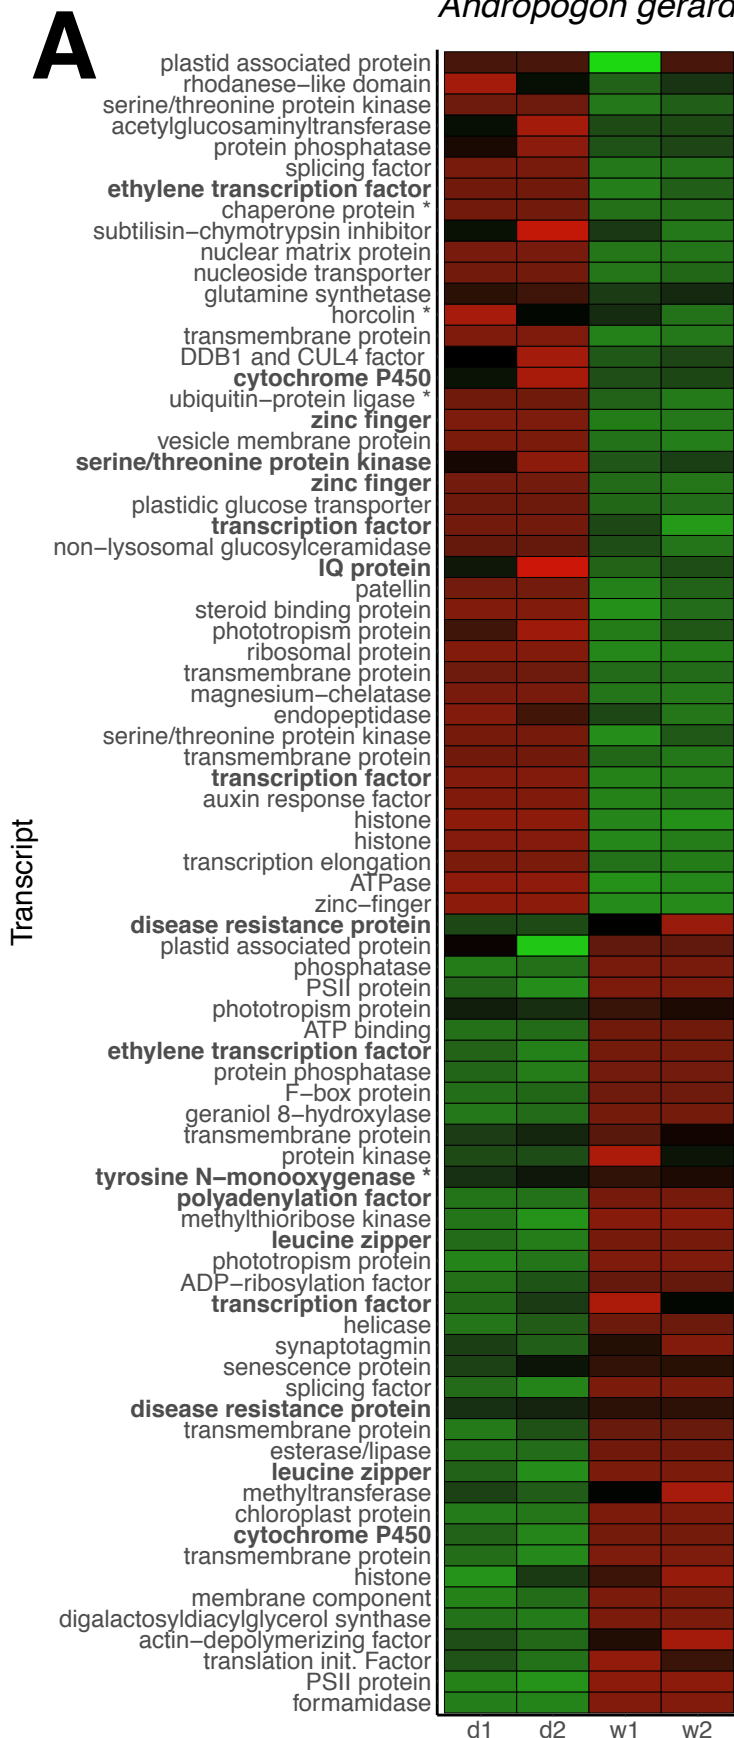 Andropogon gerard
A
plastid associated protein
rhodanese−like domain
serine/threonine protein kinase
acetylglucosaminyltransferase
protein phosphatase
splicing factor
ethylene transcription factor
chaperone protein *
subtilisin−chymotrypsin inhibitor
nuclear matrix protein
nucleoside transporter
glutamine synthetase
horcolin *
transmembrane protein
DDB1 and CUL4 factor
cytochrome P450
ubiquitin−protein ligase *
zinc finger
vesicle membrane protein
serine/threonine protein kinase
zinc finger
plastidic glucose transporter
transcription factor
non−lysosomal glucosylceramidase
IQ protein
patellin
steroid binding protein
phototropism protein
ribosomal protein
transmembrane protein
magnesium−chelatase
endopeptidase
serine/threonine protein kinase
transmembrane protein
transcription factor
auxin response factor
histone
histone
transcription elongation
ATPase
zinc−finger
disease resistance protein
plastid associated protein
phosphatase
PSII protein
phototropism protein
ATP binding
ethylene transcription factor
protein phosphatase
F−box protein
geraniol 8−hydroxylase
transmembrane protein
protein kinase
tyrosine N−monooxygenase *
polyadenylation factor
methylthioribose kinase
leucine zipper
phototropism protein
ADP−ribosylation factor
transcription factor
helicase
synaptotagmin
senescence protein
splicing factor
disease resistance protein
transmembrane protein
esterase/lipase
leucine zipper
methyltransferase
chloroplast protein
cytochrome P450
transmembrane protein
histone
membrane component
digalactosyldiacylglycerol synthase
actin−depolymerizing factor
translation init. Factor
PSII protein
formamidase
Transcript
d1 d2 w1 w2